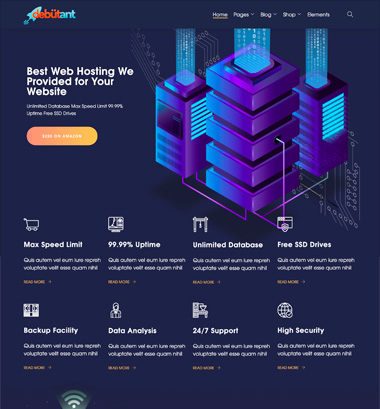 debütant
Home Pages Blog Shop Elements
Best Web Hosting We
Provided for Your
Website
Unlimited Database Max Speed Limit 99.99%
Uptime Free SSD Drives
Max Speed Limit
Quis autem vel eum iure repreh
voluptate velit esse quam nihil
READ MORE
99.99% Uptime
Quis autem vel eum iure repreh
voluptate velit esse quam nihil
READ MORE
Unlimited Database
Quis autem vel eum iure repreh
voluptate velit esse quam nihil
READ MORE
Free SSD Drives
Quis autem vel eum iure repreh
voluptate velit esse quam nihil
READ MORE
Backup Facility
Quis autem vel eum iure repreh
voluptate velit esse quam nihil
READ MORE
Data Analysis
Quis autem vel eum iure repreh
voluptate velit esse quam nihil
READ MORE
24/7 Support
Quis autem vel eum iure repreh
voluptate velit esse quam nihil
READ MORE
High Security
Quis autem vel eum iure repreh
voluptate velit esse quam nihil
READ MORE